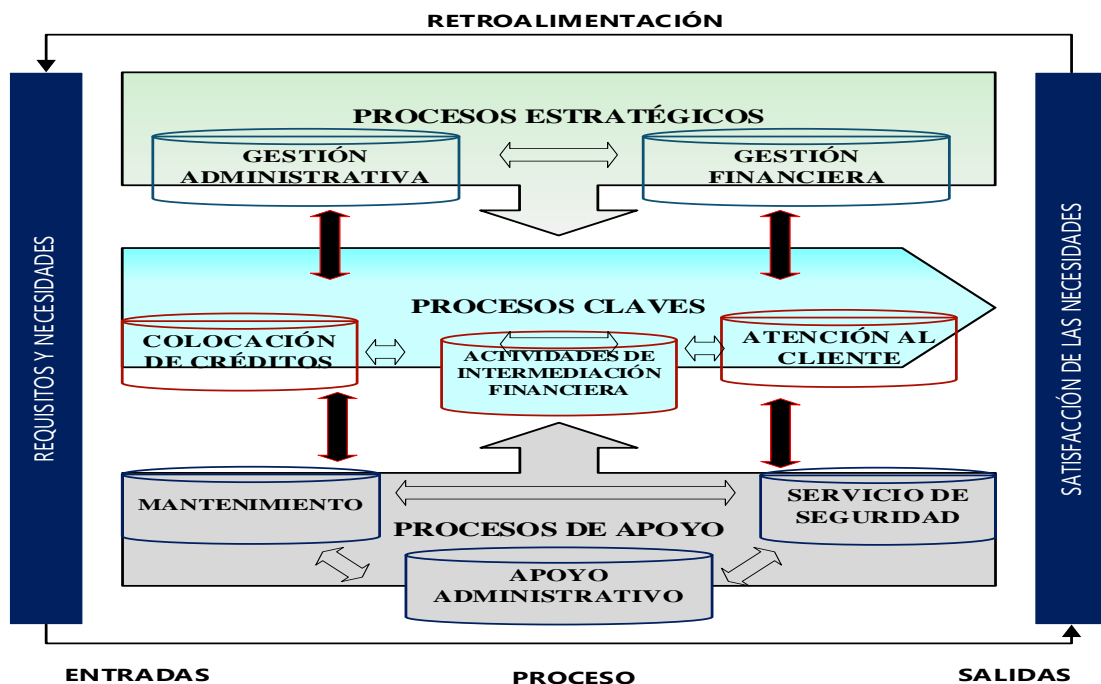 RETROALIMENTACIÓN
REQUISITOS Y NECESIDADES
PROCESOS ESTRATÉGICOS
GESTIÓN
ADMINISTRATIVA
GESTIÓN
FINANCIERA
PROCESOS CLAVES
COLOCACIÓN
DE CRÉDITOS
ACTIVIDADES DE
INTERMEDIACIÓN
FINANCIERA
ATENCIÓN AL
CLIENTE
MANTENIMIENTO
SERVICIO DE
SEGURIDAD
PROCESOS DE APOYO
APOYO
ADMINISTRATIVO
SATISFACCIÓN DE LAS NECESIDADES
ENTRADAS
PROCESO
SALIDAS